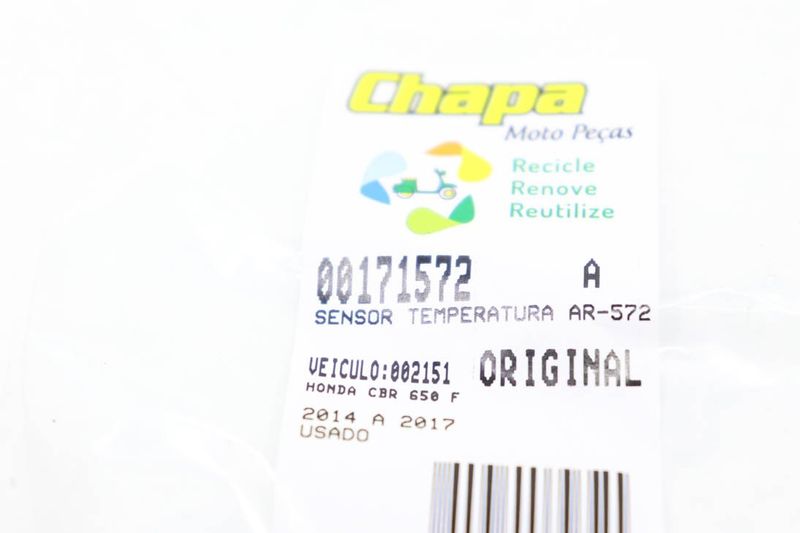 Chapa
Moto Peças
Recicle
Renove
Reutilize
00171572 A
SENSOR TEMPERATURA AR-572
VEICULO:002151 ORIGINAL
HONDA CBR 650 F
2014 A 2017
USADO